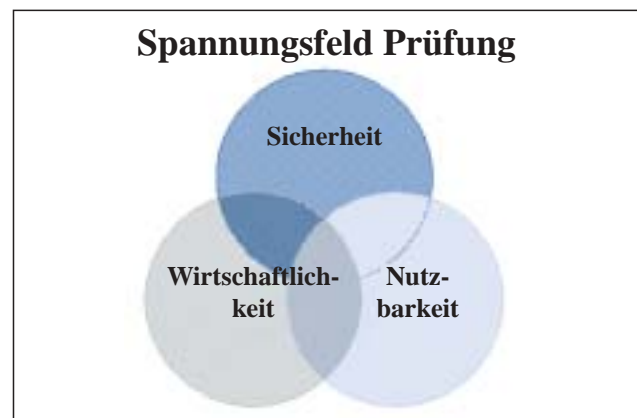 Spannungsfeld Prüfung
Sicherheit
Wirtschaftlich-
keit
Nutz-
barkeit